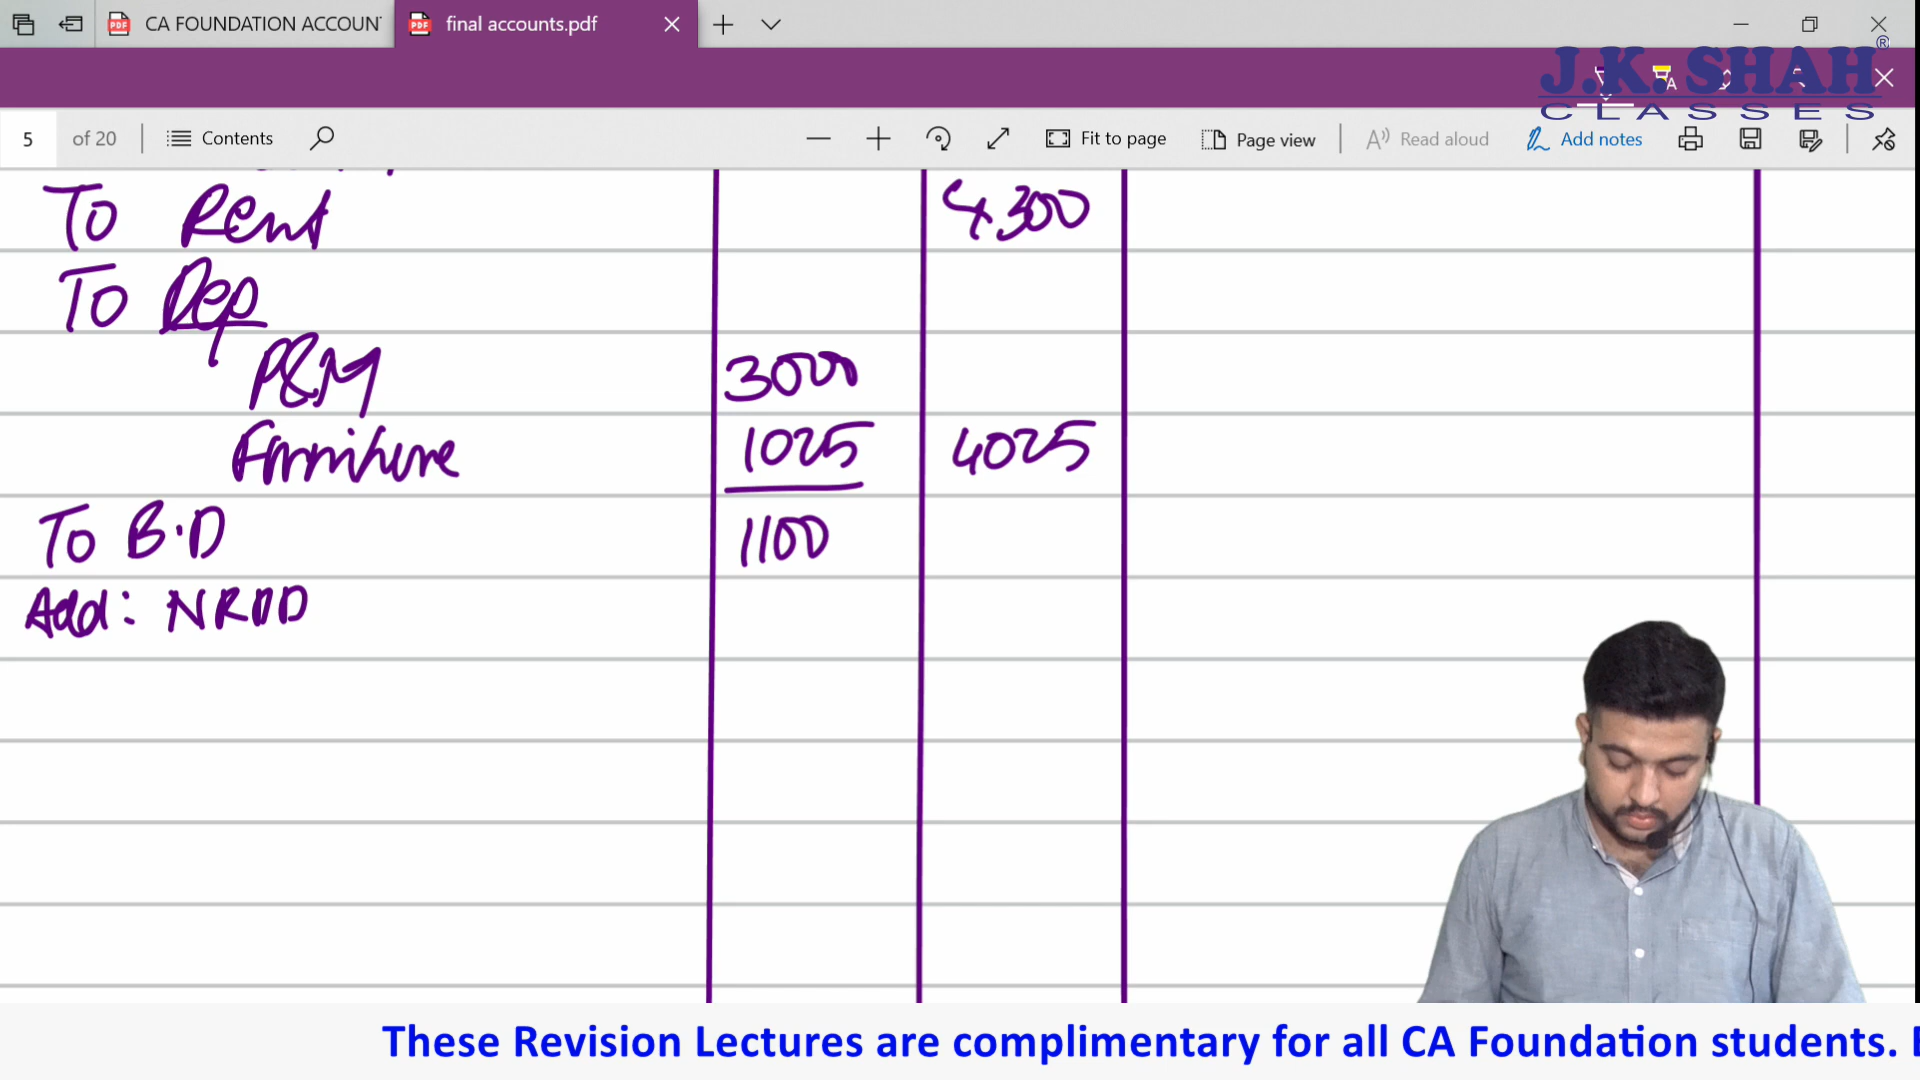 CA FOUNDATION ACCOUN
final accounts.pdf
J.K. SHAH®
CLASSES
5 of 20
Contents
Fit to page
Page view
Read aloud
Add notes
To Rent 4300
To Dep
P&M 3000
Furniture 1025 4025
To B.D 1100
Add: NRDD
These Revision Lectures are complimentary for all CA Foundation students.